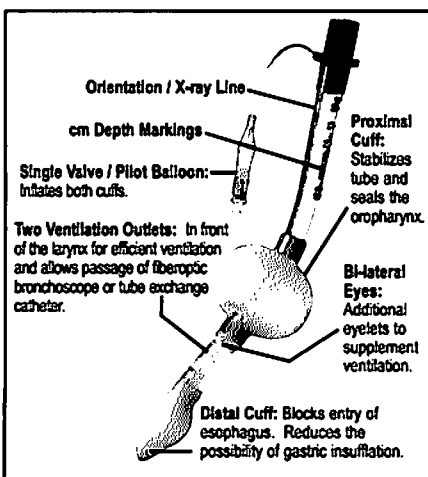 Orientation / X-ray Line
cm Depth Markings
Single Valve / Pilot Balloon:
Inflates both cuffs.
Two Ventilation Outlets: In front
of the larynx for efficient ventilation
and allows passage of fiberoptic
bronchoscope or tube exchange
catheter.
Proximal
Cuff:
Stabilizes
tube and
seals the
oropharynx.
Bi-lateral
Eyes:
Additional
eyelets to
supplement
ventilation.
Distal Cuff: Blocks entry of
esophagus. Reduces the
possibility of gastric insufflation.